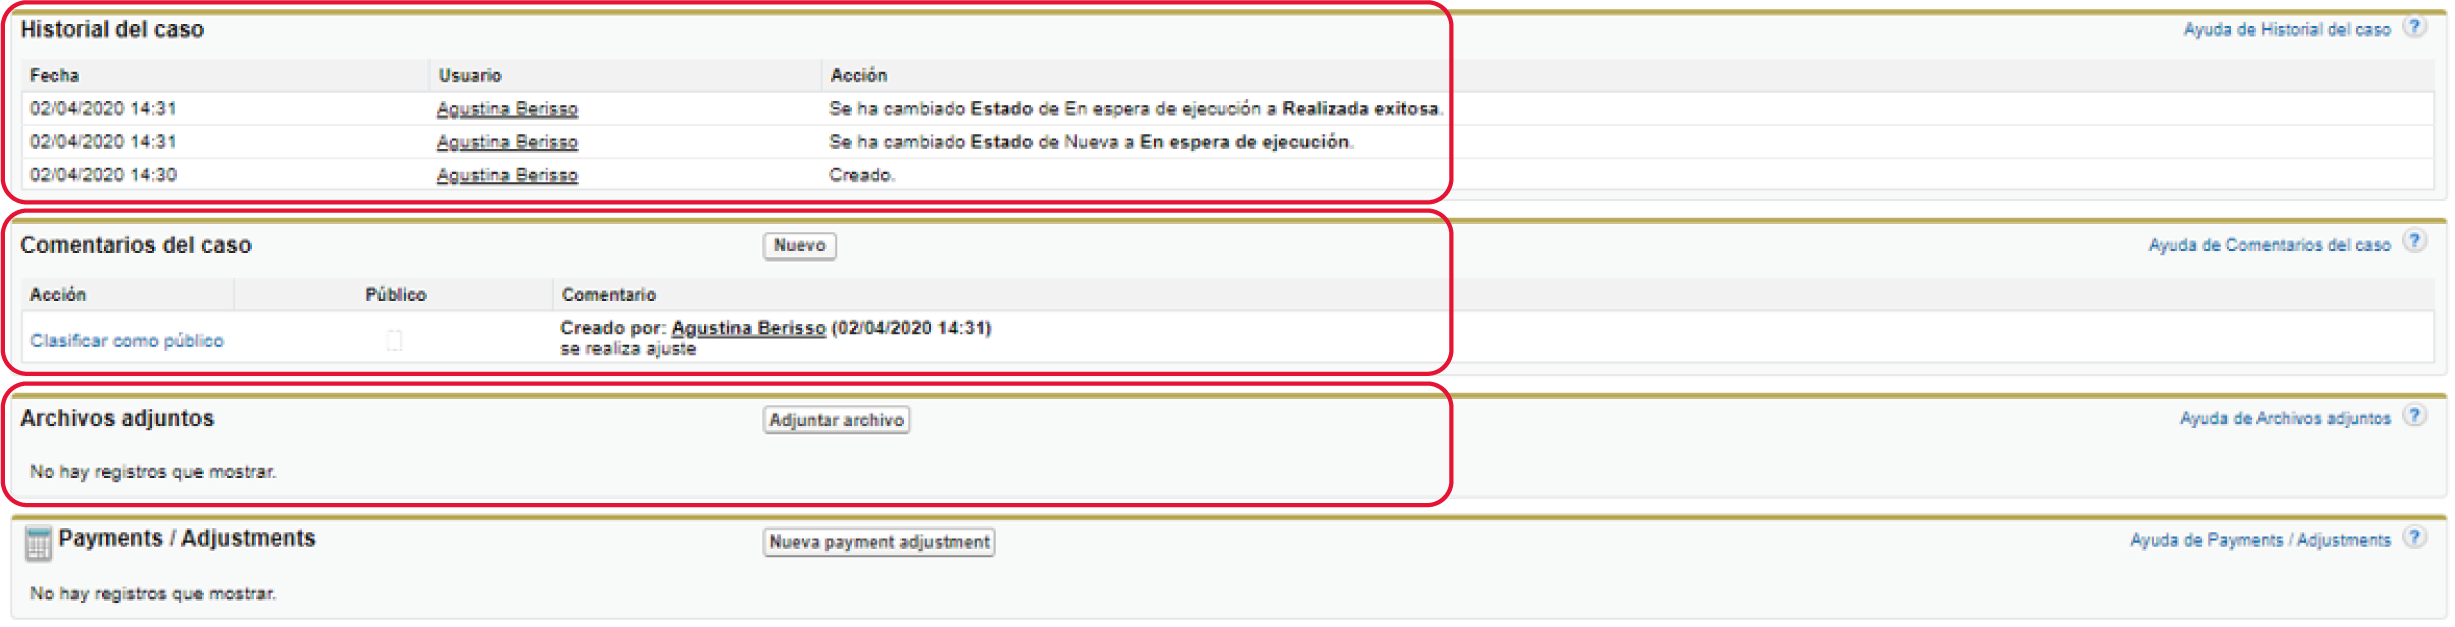 Historial del caso
Ayuda de Historial del caso ?
Fecha Usuario Acción
02/04/2020 14:31 Agustina Berisso Se ha cambiado Estado de En espera de ejecución a Realizada exitosa.
02/04/2020 14:31 Agustina Berisso Se ha cambiado Estado de Nueva a En espera de ejecución.
02/04/2020 14:30 Agustina Berisso Creado.
Comentarios del caso Nuevo Ayuda de Comentarios del caso ?
Acción Público Comentario
Clasificar como público
Creado por: Agustina Berisso (02/04/2020 14:31)
se realiza ajuste
Archivos adjuntos Adjuntar archivo Ayuda de Archivos adjuntos ?
No hay registros que mostrar.
Payments / Adjustments Nueva payment adjustment Ayuda de Payments / Adjustments ?
No hay registros que mostrar.